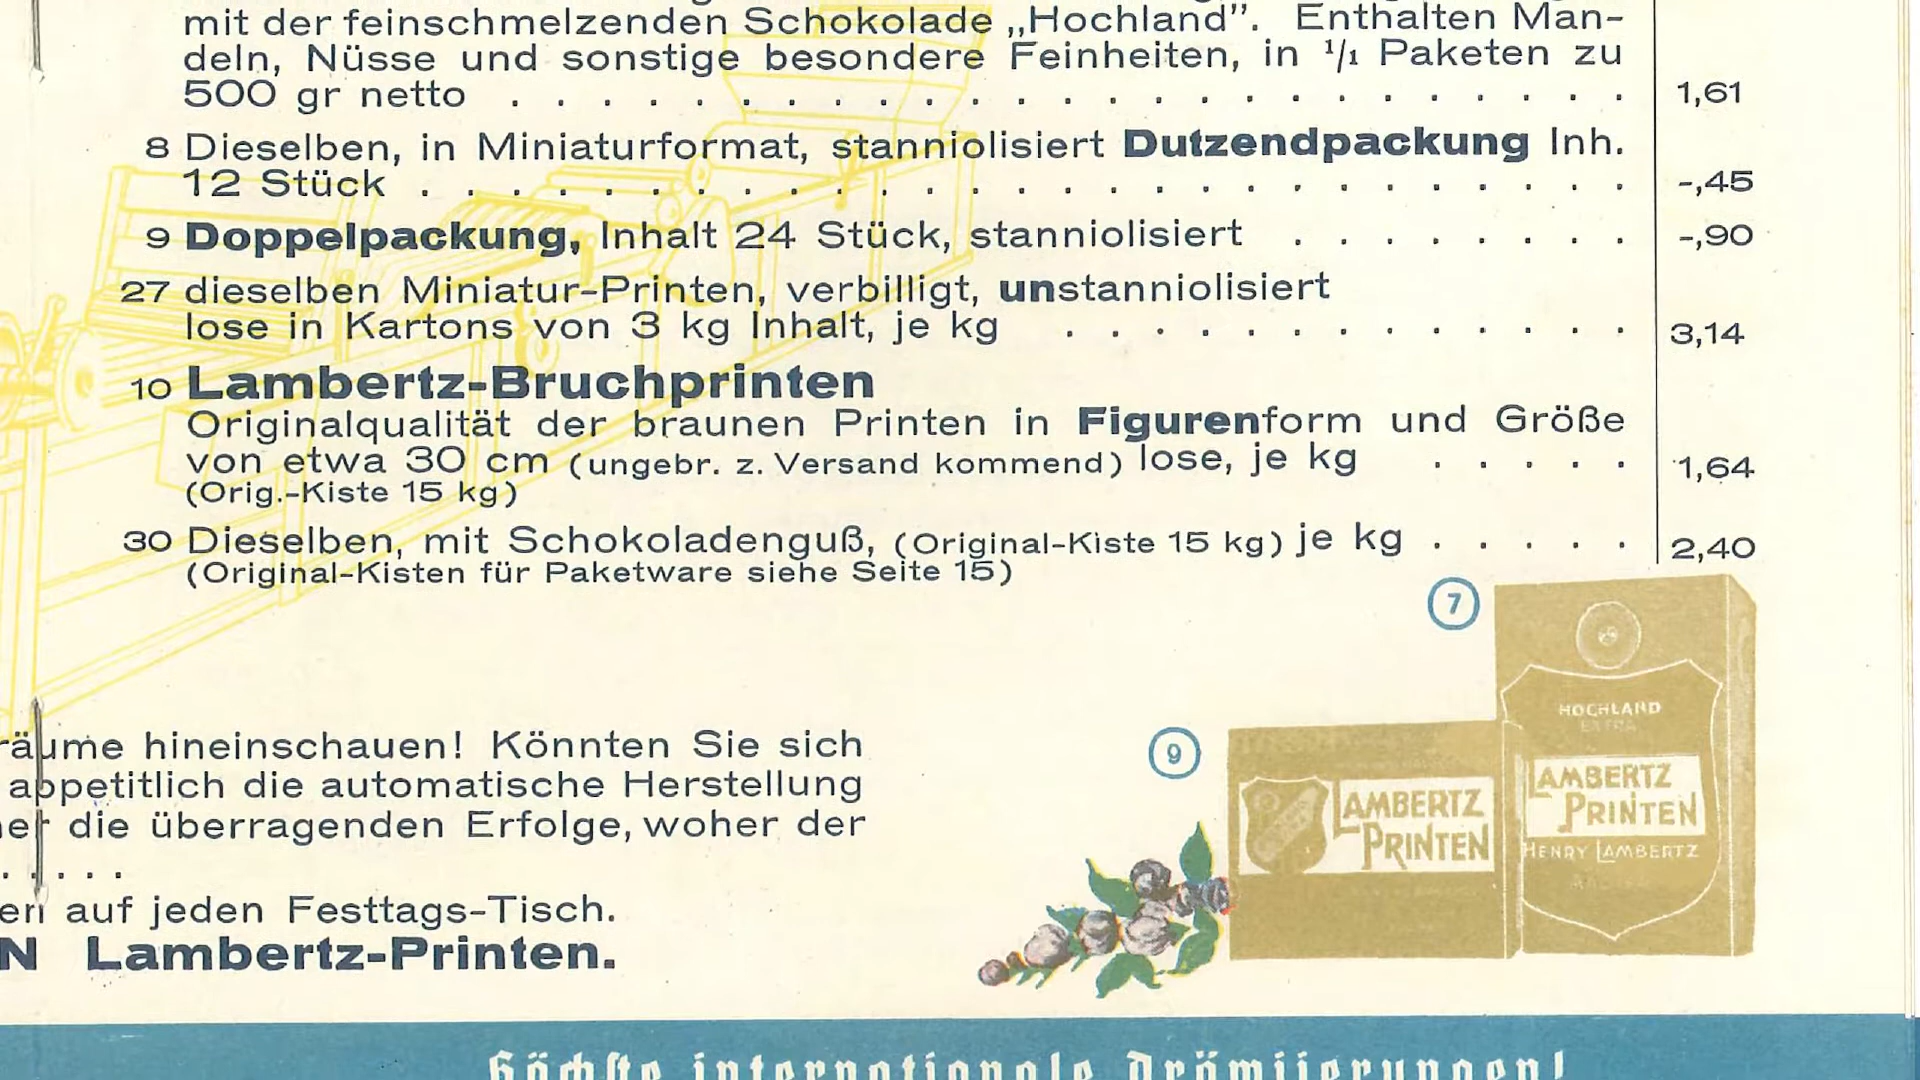 mit der feinschmelzenden Schokolade „Hochland”. Enthalten Man-
deln, Nüsse und sonstige besondere Feinheiten, in ¹/₁ Paketen zu
500 gr netto . . . . . . . . . . . . . . . . . . . . . . . . 1,61
8 Dieselben, in Miniaturformat, stanniolisiert Dutzendpackung Inh.
12 Stück . . . . . . . . . . . . . . . . . . . . . . . . . . -,45
9 Doppelpackung, Inhalt 24 Stück, stanniolisiert . . . . . . . . -,90
27 dieselben Miniatur-Printen, verbilligt, unstanniolisiert
lose in Kartons von 3 kg Inhalt, je kg . . . . . . . . . . . . . 3,14
10 Lambertz-Bruchprinten
Originalqualität der braunen Printen in Figurenform und Größe
von etwa 30 cm (ungebr. z. Versand kommend) lose, je kg . . . . . 1,64
(Orig.-Kiste 15 kg)
30 Dieselben, mit Schokoladenguß, (Original-Kiste 15 kg) je kg . . . . . 2,40
(Original-Kisten für Paketware siehe Seite 15)
7
HOCHLAND
EXTRA
LAMBERTZ
PRINTEN
HENRY LAMBERTZ
9
LAMBERTZ
PRINTEN
räume hineinschauen! Könnten Sie sich
appetitlich die automatische Herstellung
die überragenden Erfolge, woher der
. . . . .
auf jeden Festtags-Tisch.
N Lambertz-Printen.
Höchste internationale Prämiierungen!